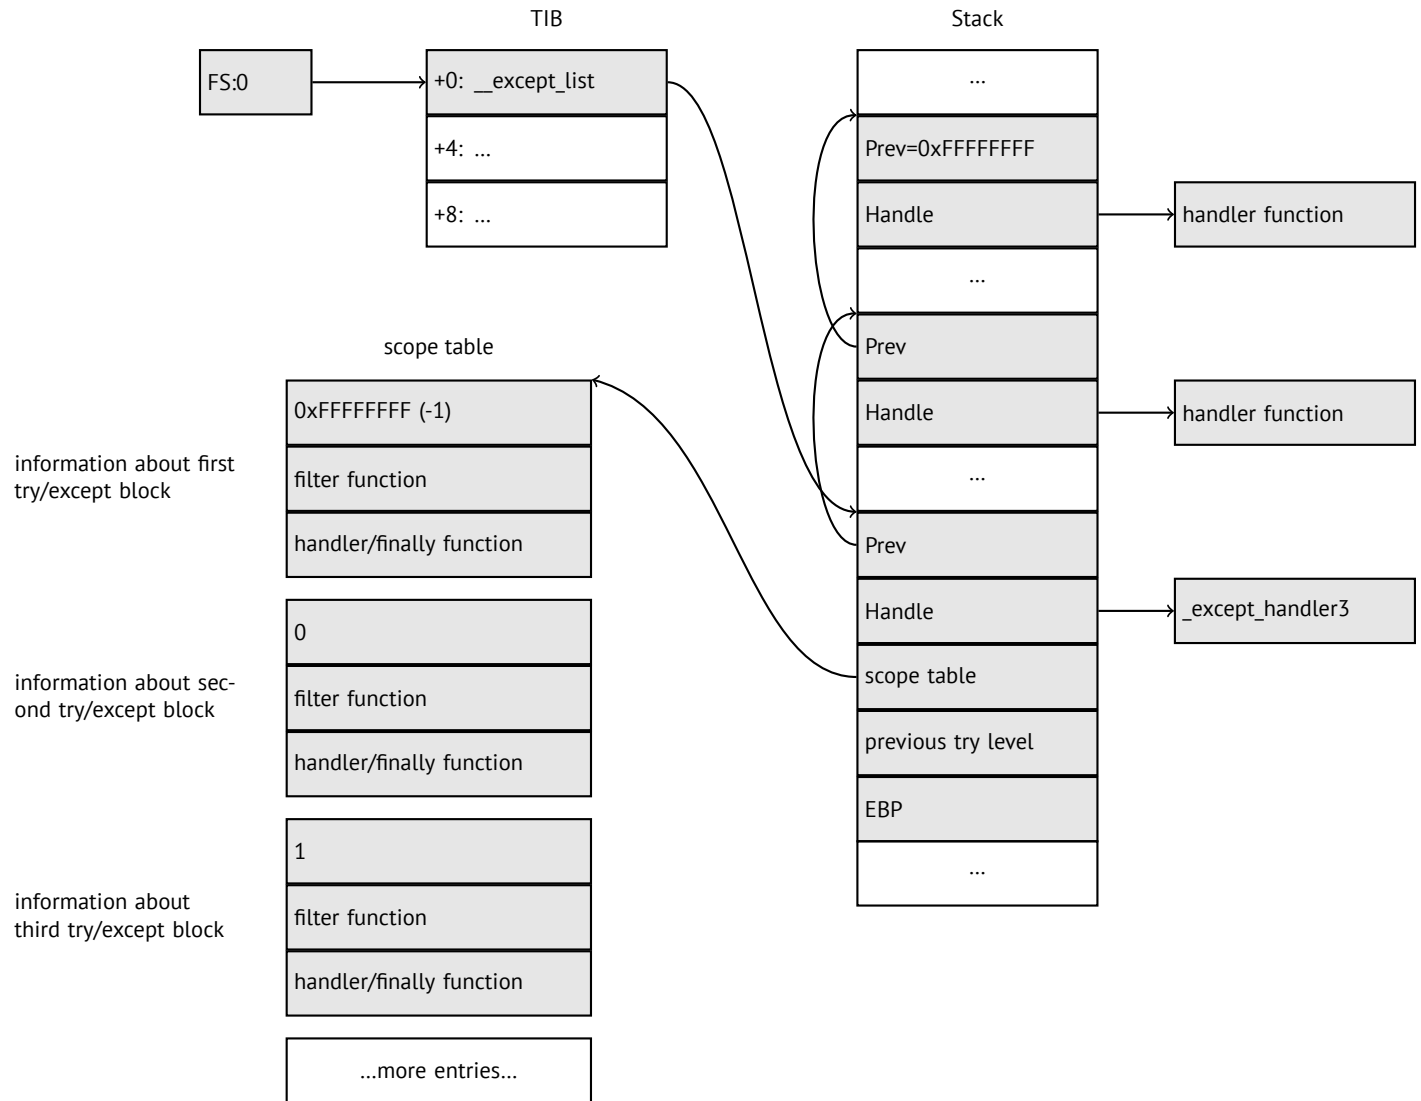 TIB
Stack
FS:0
+0: __except_list
+4: ...
+8: ...
...
Prev=0xFFFFFFFF
Handle
handler function
...
Prev
Handle
handler function
...
Prev
Handle
_except_handler3
scope table
previous try level
EBP
...
scope table
0xFFFFFFFF (-1)
information about first
try/except block
filter function
handler/finally function
0
information about sec-
ond try/except block
filter function
handler/finally function
1
information about
third try/except block
filter function
handler/finally function
...more entries...